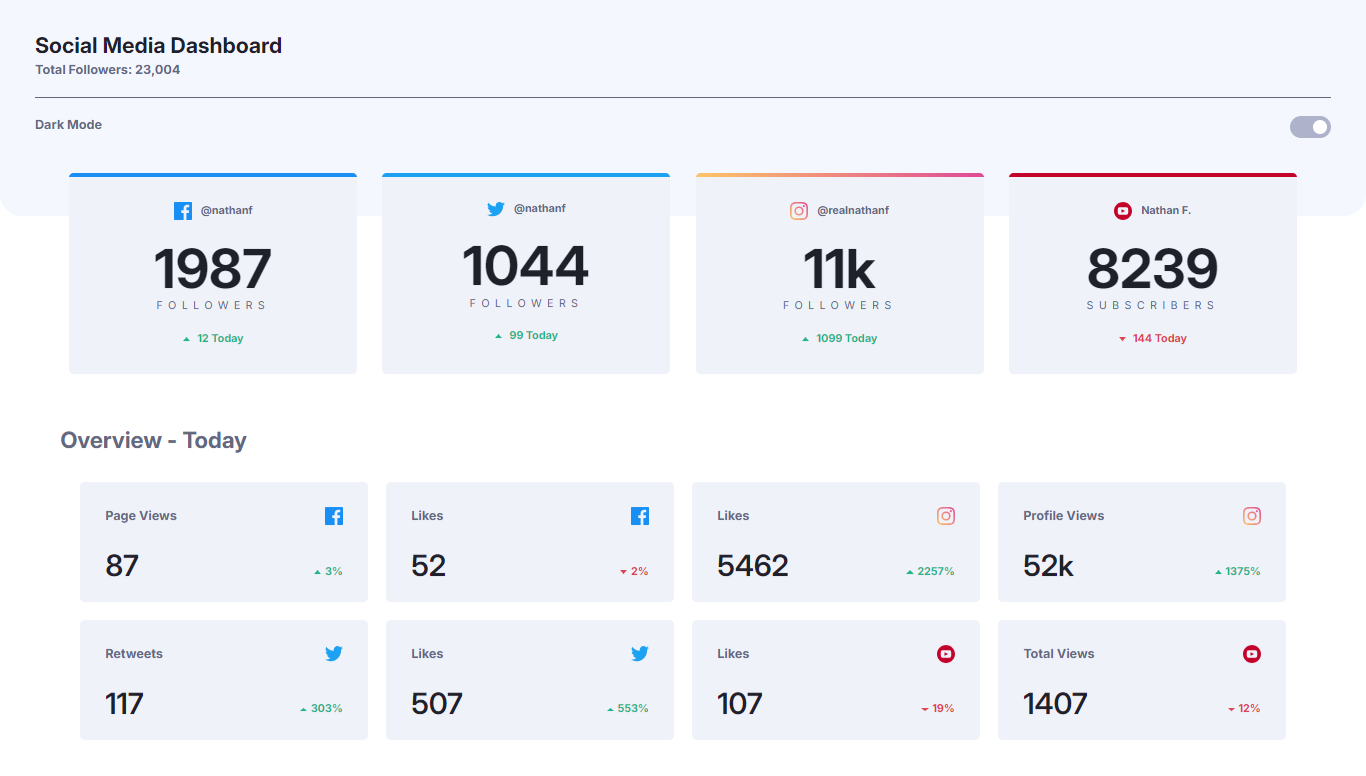 Social Media Dashboard
Total Followers: 23,004
Dark Mode
@nathanf
1987
FOLLOWERS
12 Today
@nathanf
1044
FOLLOWERS
99 Today
@realnathanf
11k
FOLLOWERS
1099 Today
Nathan F.
8239
SUBSCRIBERS
144 Today
Overview - Today
Page Views
87
3%
Likes
52
2%
Likes
5462
2257%
Profile Views
52k
1375%
Retweets
117
303%
Likes
507
553%
Likes
107
19%
Total Views
1407
12%